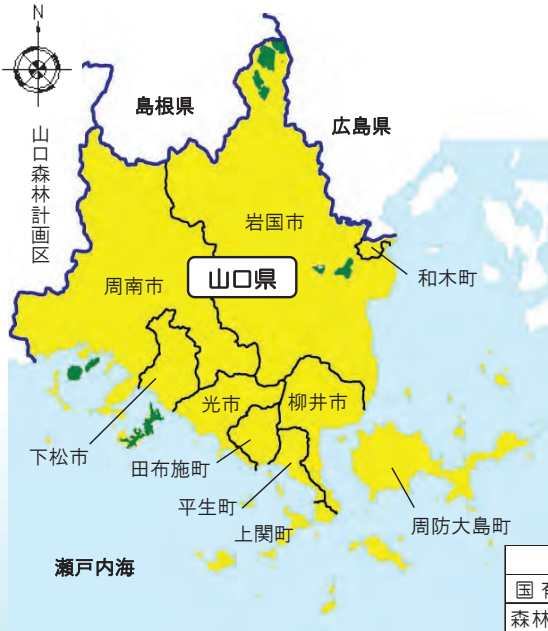 N
島根県
広島県
山口森林計画区
岩国市
和木町
周南市
山口県
光市
柳井市
下松市
田布施町
平生町
上関町
周防大島町
瀬戸内海
国有
森林